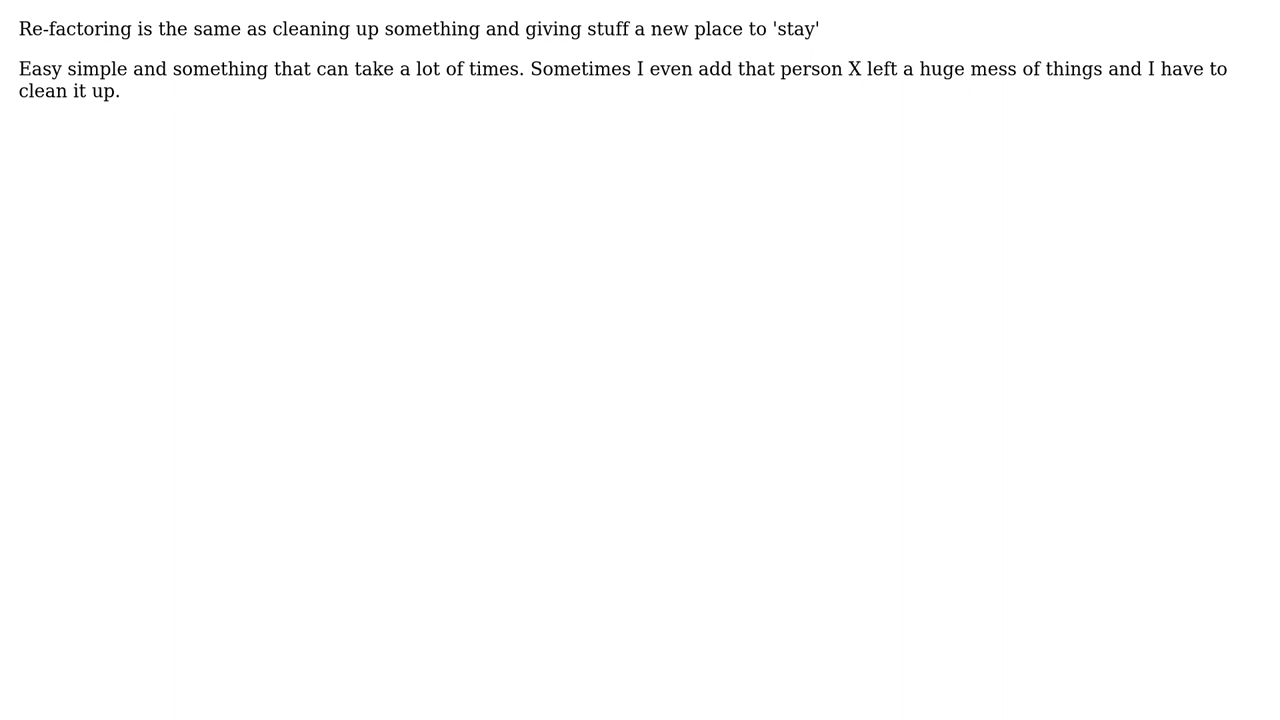 Re-factoring is the same as cleaning up something and giving stuff a new place to 'stay'
Easy simple and something that can take a lot of times. Sometimes I even add that person X left a huge mess of things and I have to
clean it up.